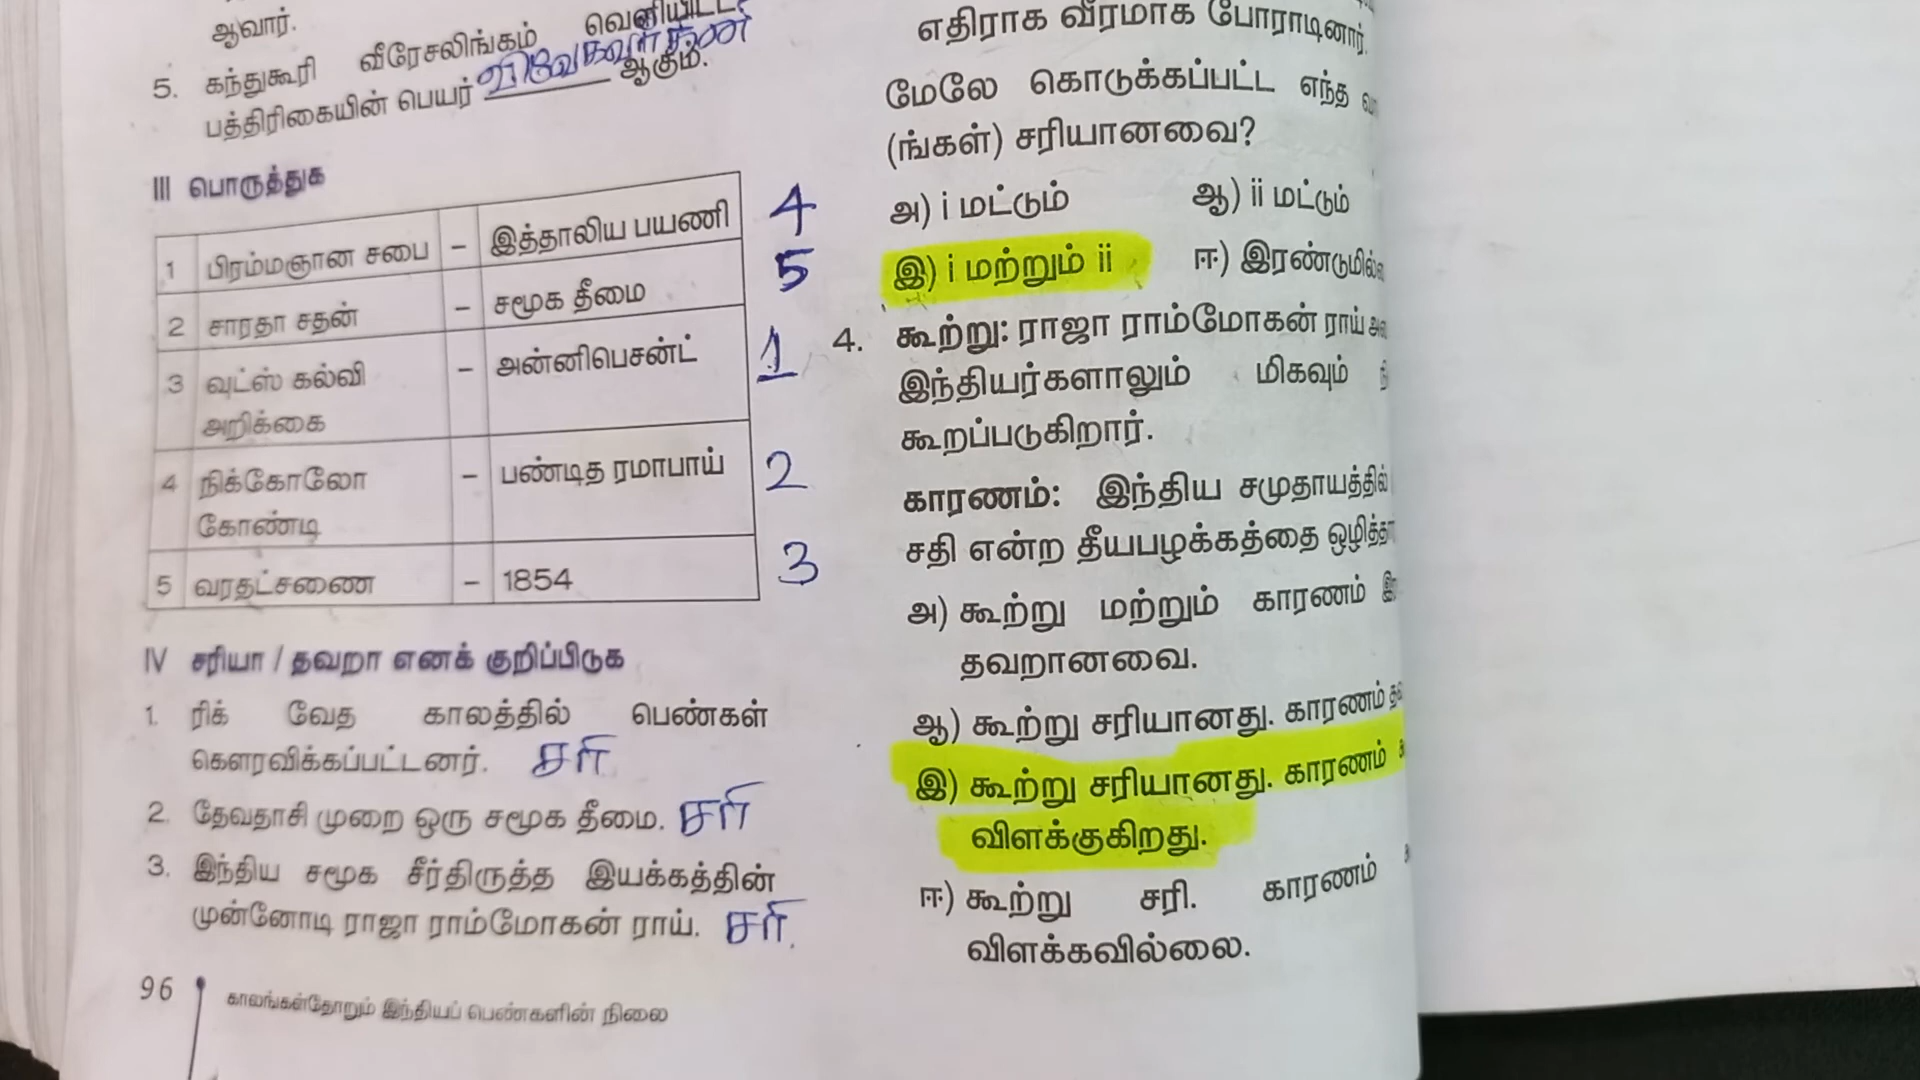 ஆவார்.
5. கந்துகூரி வீரேசலிங்கம்
பத்திரிகையின் பெயர் விவேகவர்தனி ஆகும்.
III பொருத்துக
1 பிரம்மஞான சபை – இத்தாலிய பயணி 4
2 சாரதா சதன் – சமூக தீமை 5
3 வுட்ஸ் கல்வி – அன்னிபெசன்ட் 1
அறிக்கை
4 நிக்கோலோ – பண்டித ரமாபாய் 2
கோண்டி
5 வரதட்சணை – 1854 3
IV சரியா / தவறா எனக் குறிப்பிடுக
1. ரிக் வேத காலத்தில் பெண்கள்
கௌரவிக்கப்பட்டனர். சரி
2. தேவதாசி முறை ஒரு சமூக தீமை. சரி
3. இந்திய சமூக சீர்திருத்த இயக்கத்தின்
முன்னோடி ராஜா ராம்மோகன் ராய். சரி.
96 காலங்கள்தோறும் இந்தியப் பெண்களின் நிலை
எதிராக வீரமாக போராடினார்.
மேலே கொடுக்கப்பட்ட எந்த
(ங்கள்) சரியானவை?
அ) i மட்டும் ஆ) ii மட்டும்
இ) i மற்றும் ii ஈ)
4. கூற்று: ராஜா ராம்மோகன் ராய்
இந்தியர்களாலும் மிகவும்
கூறப்படுகிறார்.
காரணம்: இந்திய சமுதாயத்தில்
சதி என்ற தீயபழக்கத்தை
அ) கூற்று மற்றும் காரணம்
தவறானவை.
ஆ) கூற்று சரியானது. காரணம்
இ) கூற்று சரியானது. காரணம்
விளக்குகிறது.
ஈ) கூற்று சரி. காரணம்
விளக்கவில்லை.